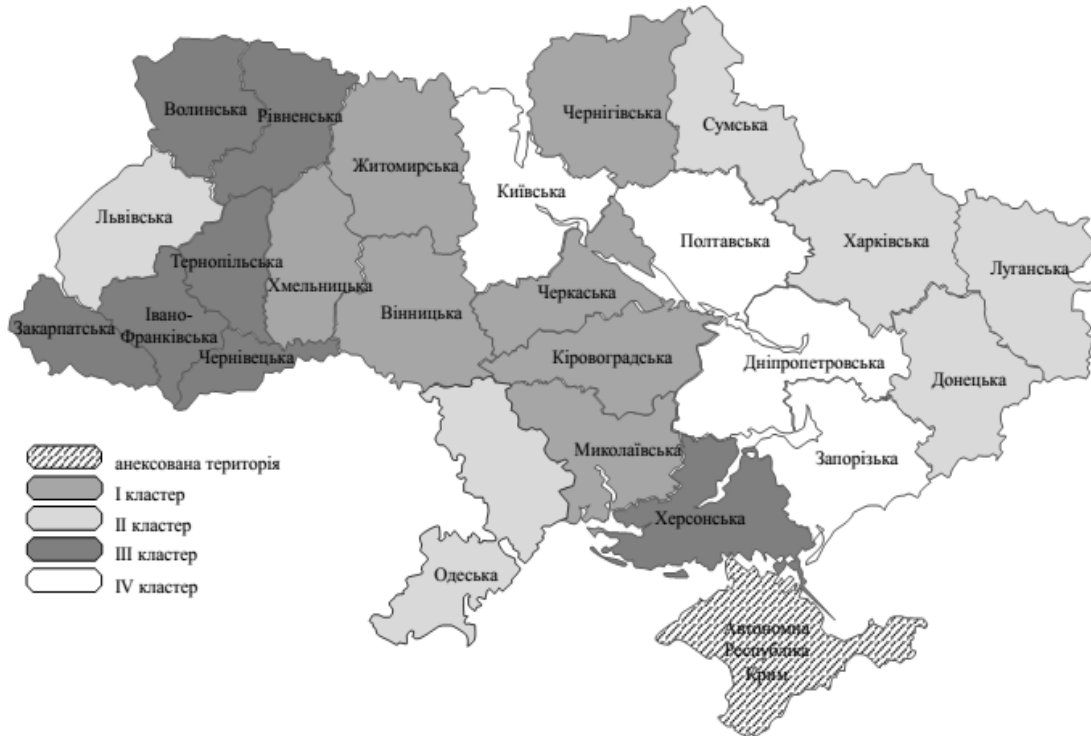 Волинська
Рівненська
Чернігівська
Сумська
Житомирська
Київська
Львівська
Полтавська
Харківська
Луганська
Тернопільська
Хмельницька
Черкаська
Вінницька
Закарпатська
Івано-
Франківська
Чернівецька
Кіровоградська
Дніпропетровська
Донецька
Миколаївська
Запорізька
Херсонська
Одеська
Автономна
Республіка
Крим
анексована територія
І кластер
ІІ кластер
ІІІ кластер
IV кластер